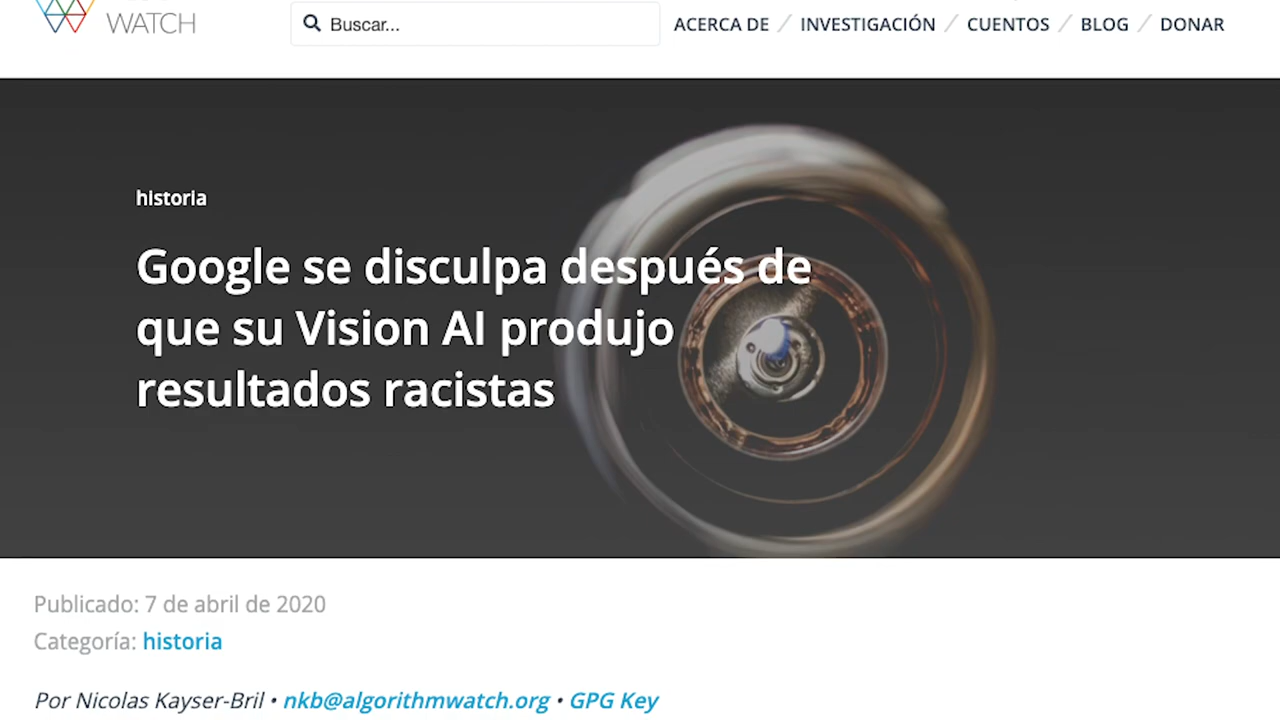 WATCH
Buscar...
ACERCA DE / INVESTIGACIÓN / CUENTOS / BLOG / DONAR
historia
Google se disculpa después de
que su Vision AI produjo
resultados racistas
Publicado: 7 de abril de 2020
Categoría: historia
Por Nicolas Kayser-Bril • nkb@algorithmwatch.org • GPG Key